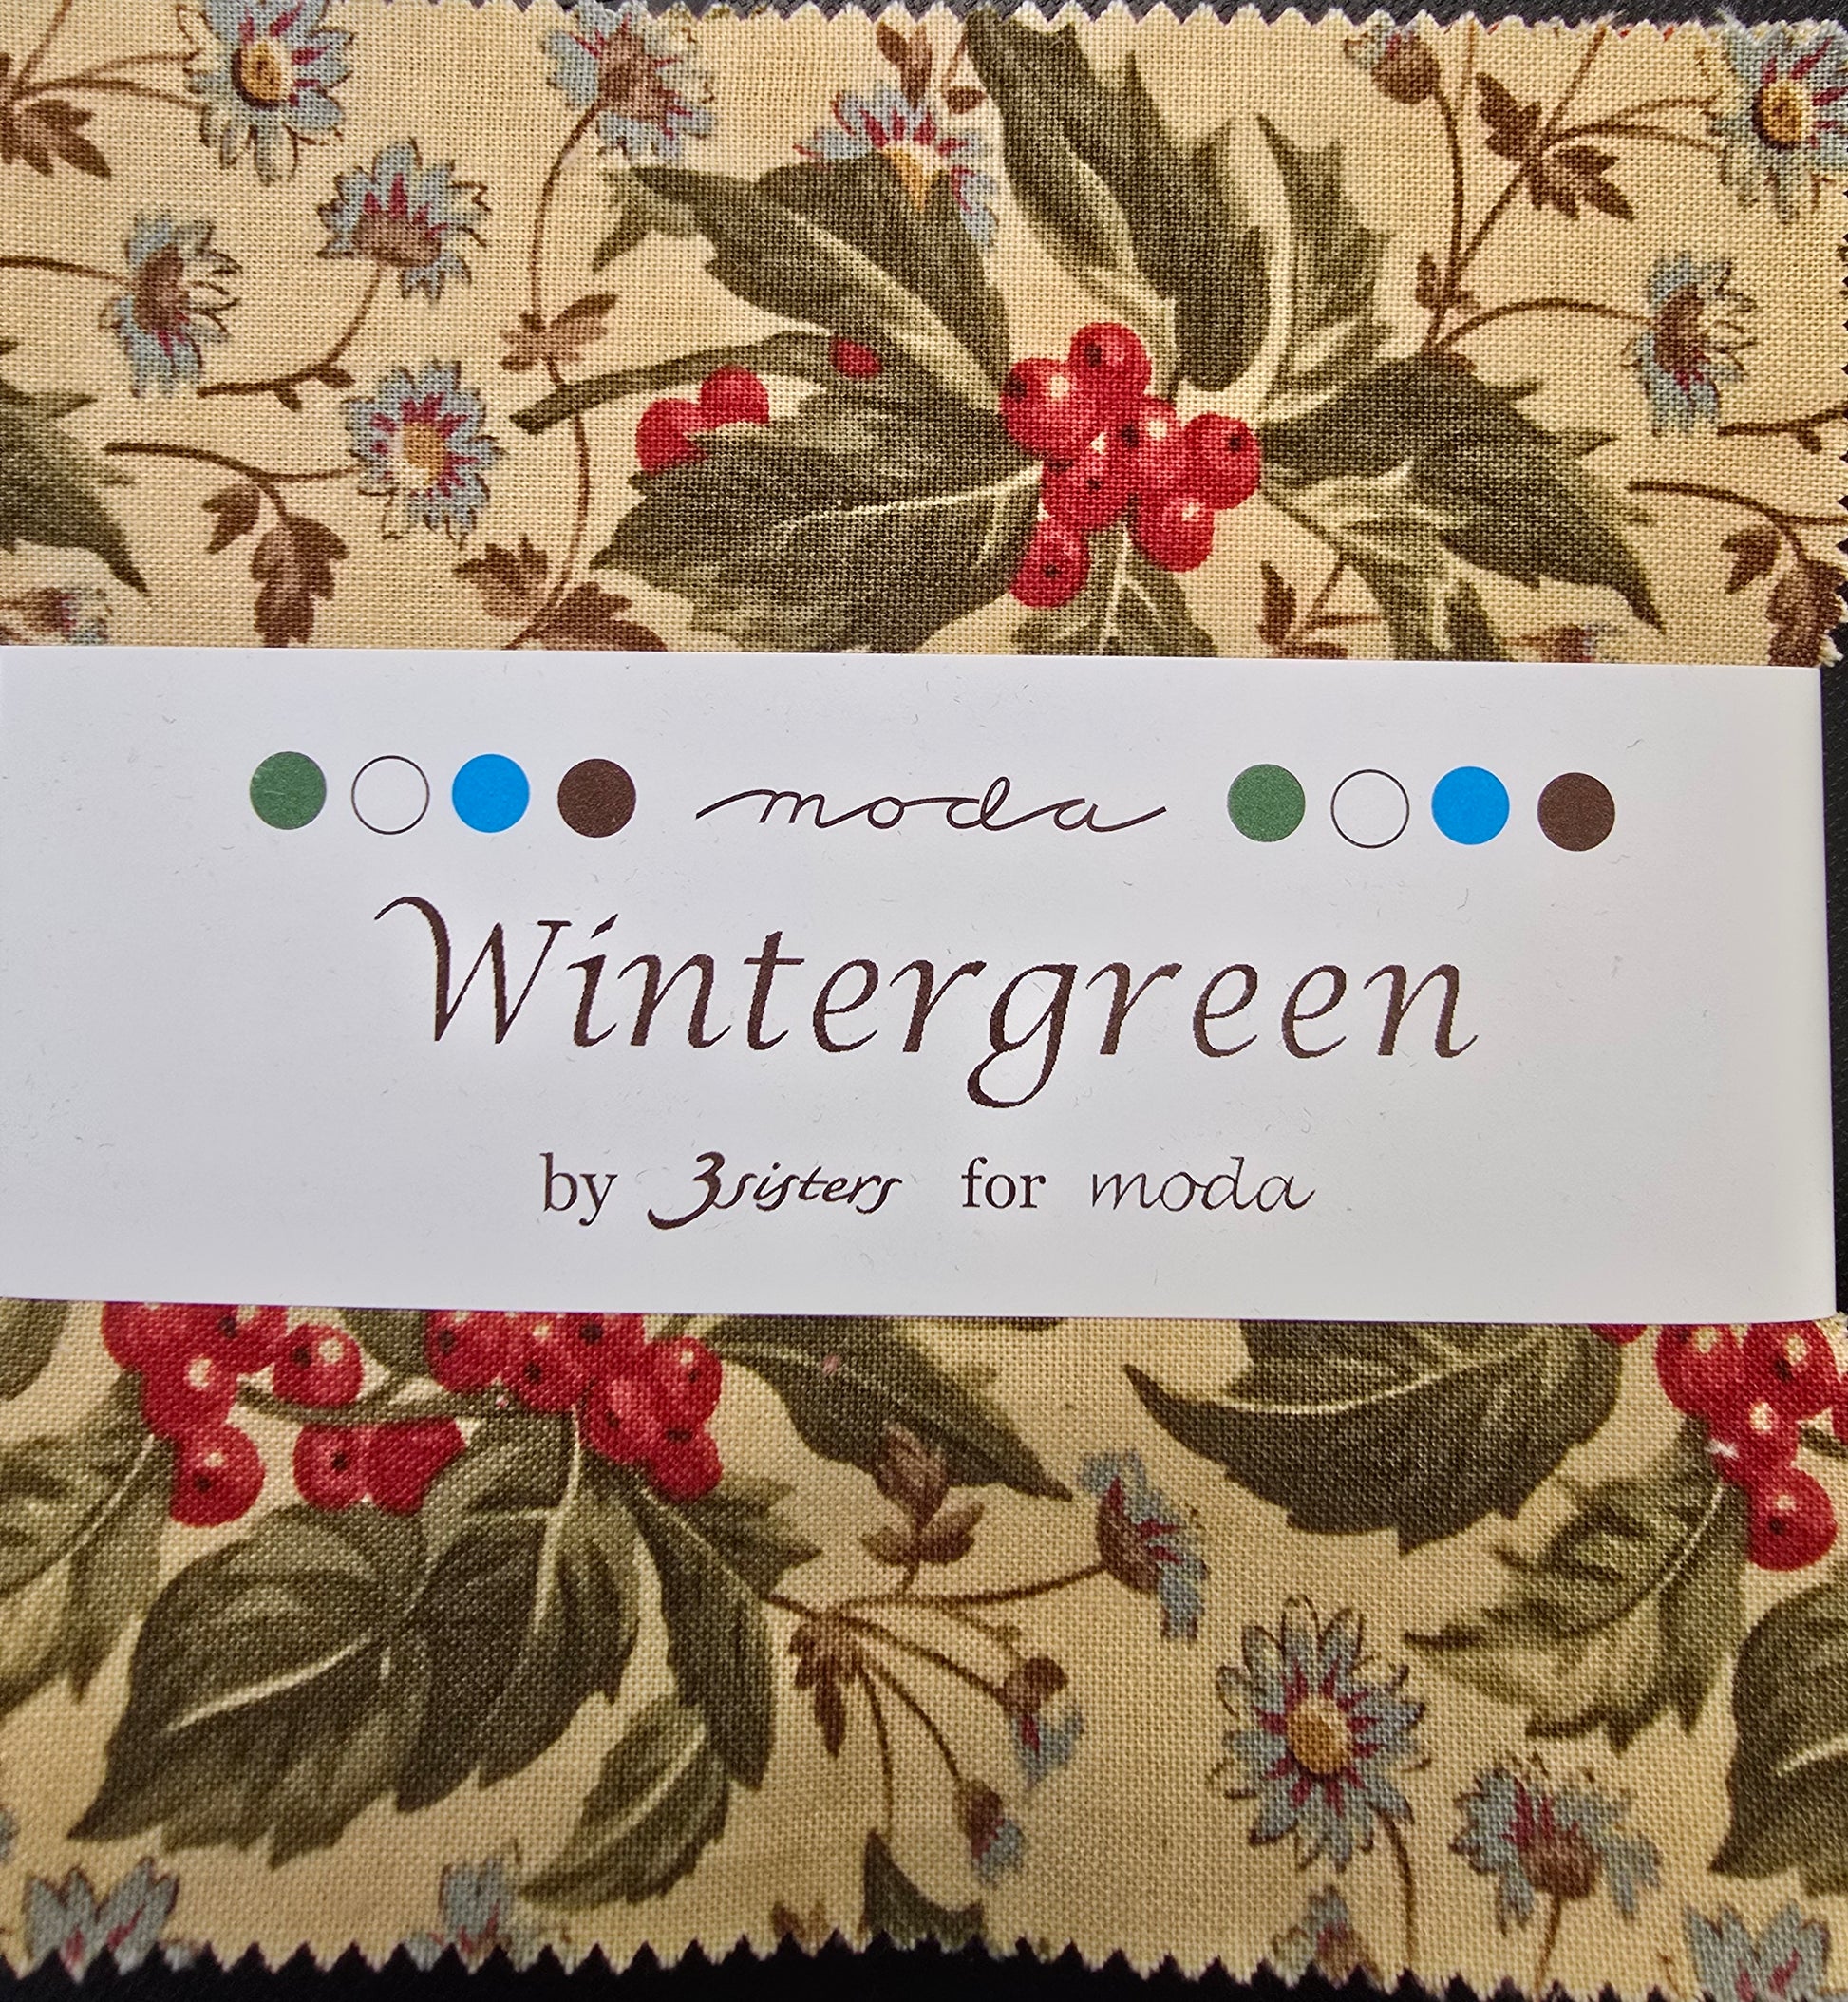 moda
Wintergreen
by 3 sisters for moda